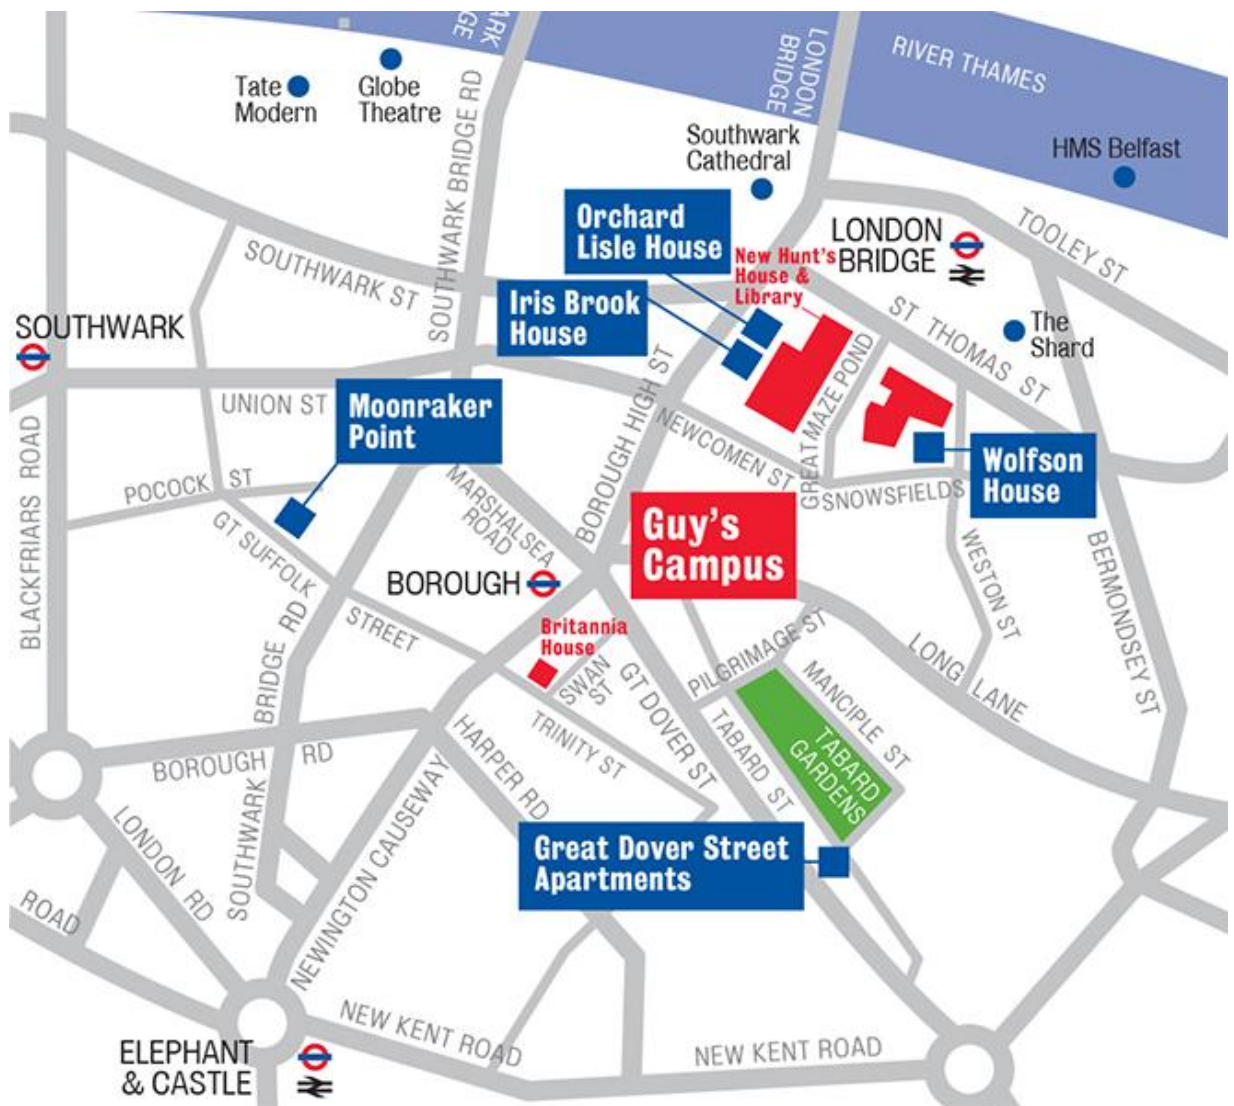 ARK
GE
LONDON
BRIDGE
RIVER THAMES
Tate
Modern
Globe
Theatre
SOUTHWARK BRIDGE RD
Southwark
Cathedral
HMS Belfast
Orchard
Lisle House
New Hunt's
House &
Library
LONDON
BRIDGE
TOOLEY ST
SOUTHWARK ST
Iris Brook
House
ST THOMAS ST
The
Shard
SOUTHWARK
UNION ST
Moonraker
Point
BOROUGH HIGH ST
NEWCOMEN ST
GREAT MAZE POND
Wolfson
House
BLACKFRIARS ROAD
POCOCK ST
MARSHALSEA
ROAD
SNOWSFIELDS
Guy's
Campus
GT SUFFOLK
STREET
WESTON ST
BERMONDSEY ST
BOROUGH
Britannia
House
SWAN
ST
PILGRIMAGE ST
LONG LANE
BRIDGE RD
GT DOVER ST
MANCIPLE ST
TRINITY ST
TABARD ST
TABARD
GARDENS
BOROUGH RD
HARPER RD
SOUTHWARK
LONDON RD
NEWINGTON CAUSEWAY
Great Dover Street
Apartments
ROAD
NEW KENT ROAD
NEW KENT ROAD
ELEPHANT
& CASTLE